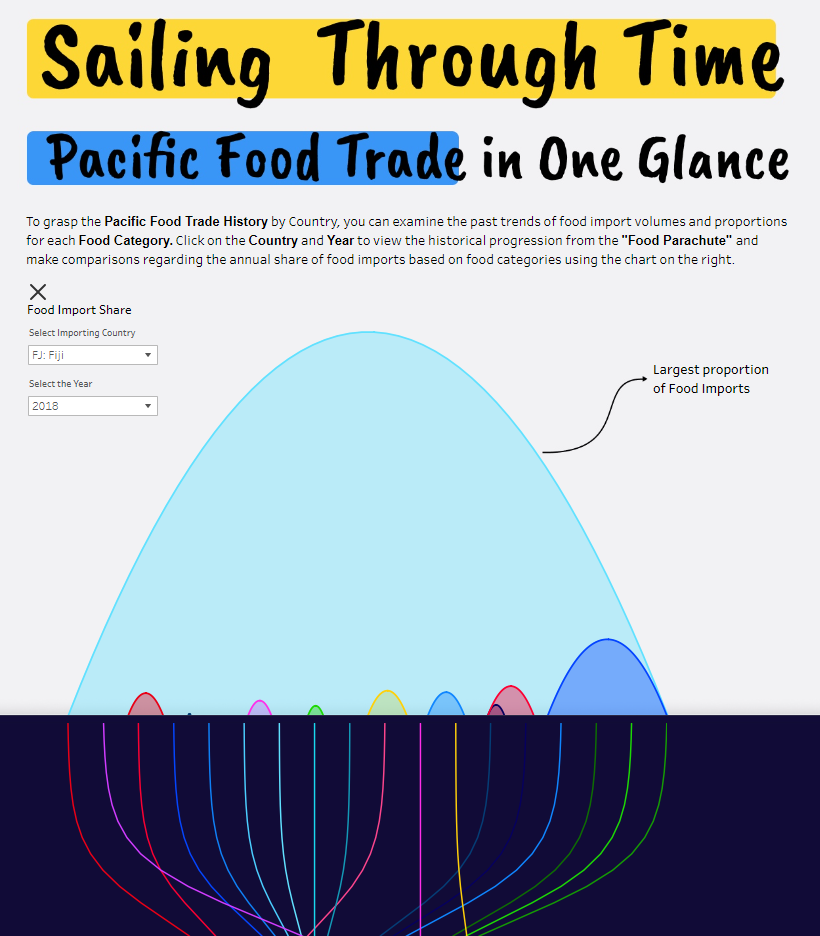 Sailing Through Time
Pacific Food Trade in One Glance
To grasp the Pacific Food Trade History by Country, you can examine the past trends of food import volumes and proportions
for each Food Category. Click on the Country and Year to view the historical progression from the "Food Parachute" and
make comparisons regarding the annual share of food imports based on food categories using the chart on the right.
Food Import Share
Select Importing Country
FJ: Fiji
Select the Year
2018
Largest proportion
of Food Imports